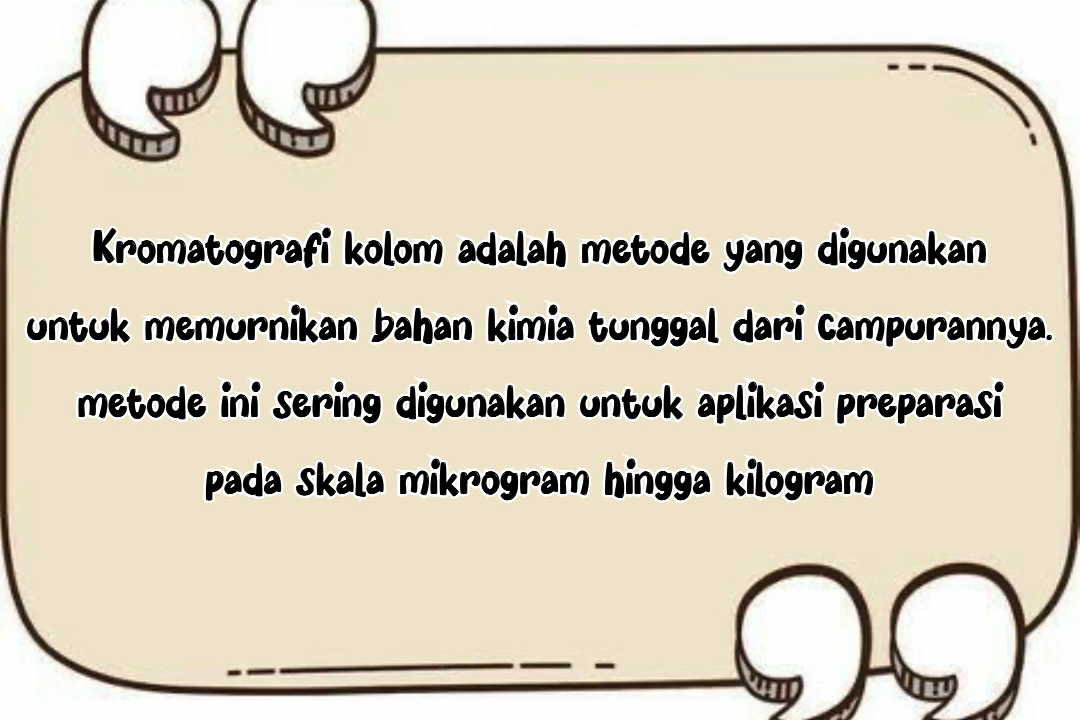 Kromatografi kolom adalah metode yang digunakan
untuk memurnikan bahan kimia tunggal dari campurannya.
metode ini sering digunakan untuk aplikasi preparasi
pada skala mikrogram hingga kilogram